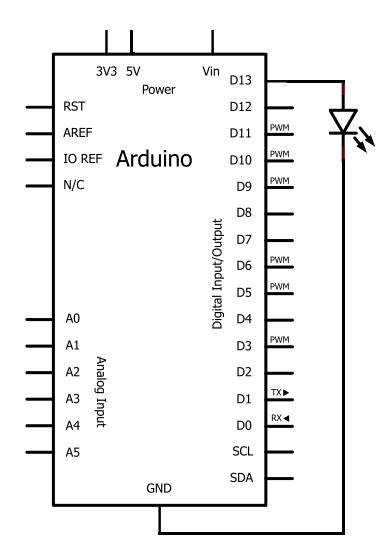 3V3 5V Vin
Power
D13
RST D12
AREF D11 PWM
IO REF Arduino D10 PWM
N/C D9 PWM
D8
D7
Digital Input/Output
D6 PWM
D5 PWM
A0 D4
A1 D3 PWM
A2 D2
Analog Input
A3 D1 TX▶
A4 D0 RX◀
A5 SCL
SDA
GND